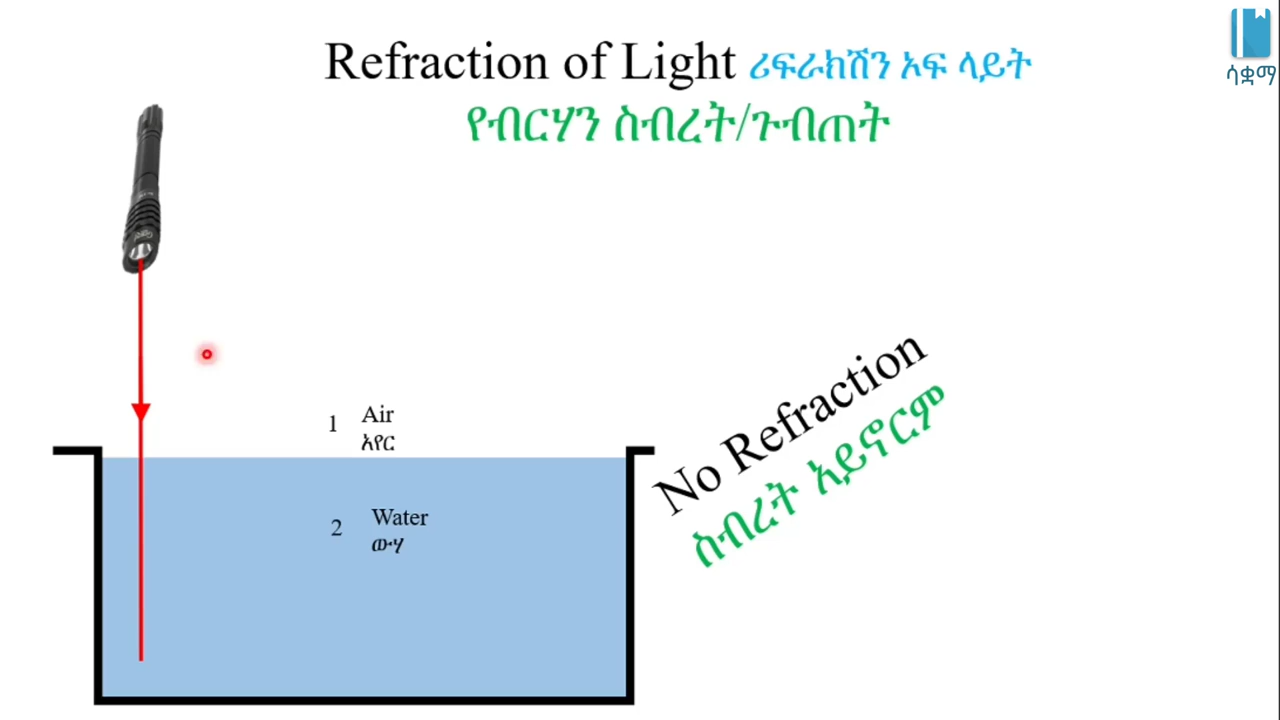 Refraction of Light ሪፍራክሽን ኦፍ ላይት
የብርሃን ስብረት/ጉብጠት
ሳቋማ
1 Air
አየር
No Refraction
ስብረት አይኖርም
2 Water
ውሃ